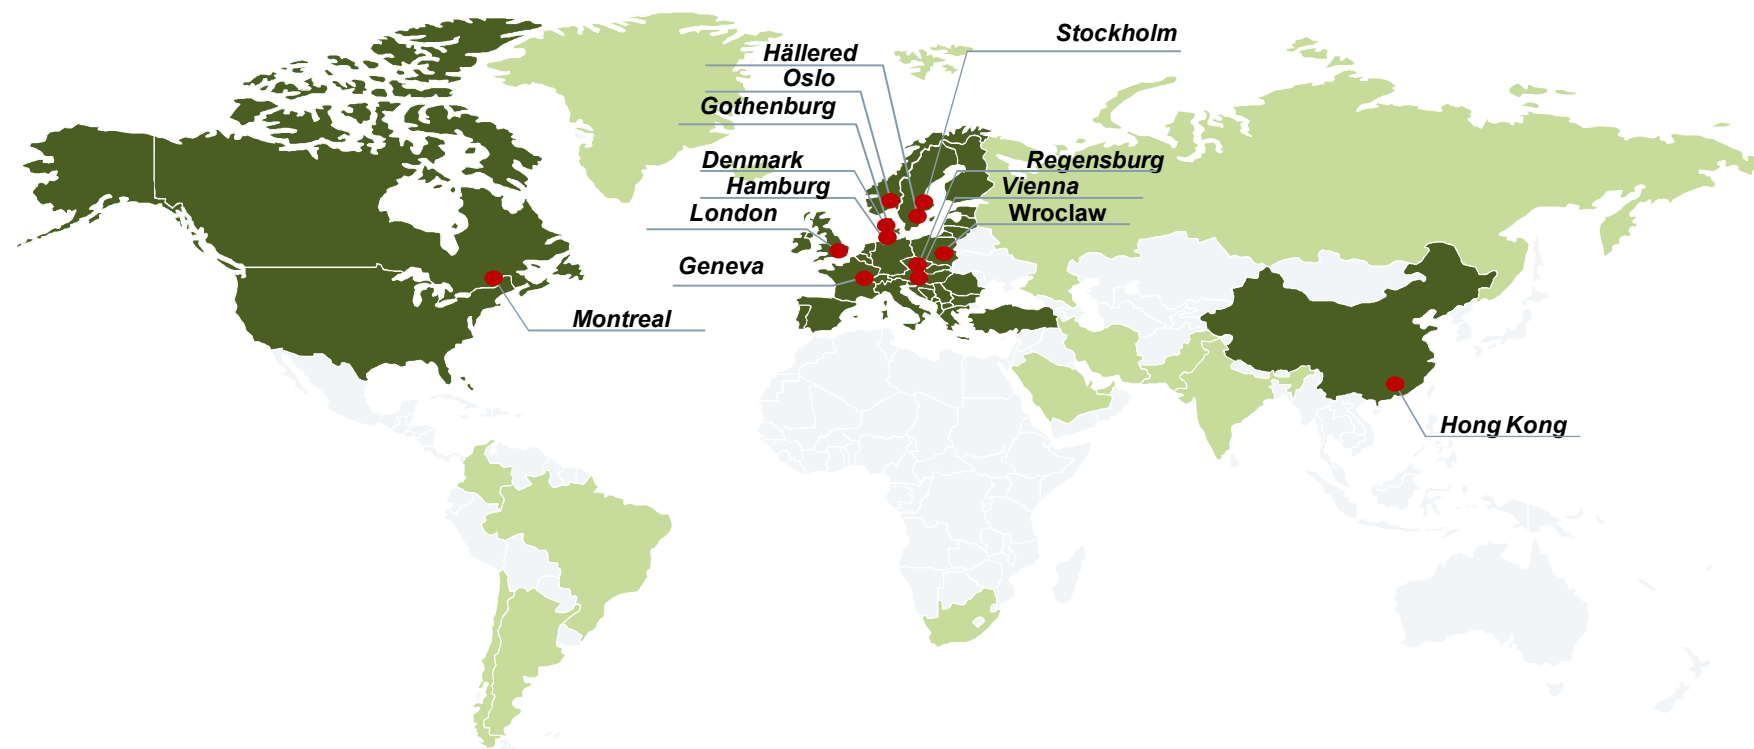 Stockholm
Hällered
Oslo
Gothenburg
Denmark
Regensburg
Hamburg
Vienna
London
Wroclaw
Geneva
Montreal
Hong Kong